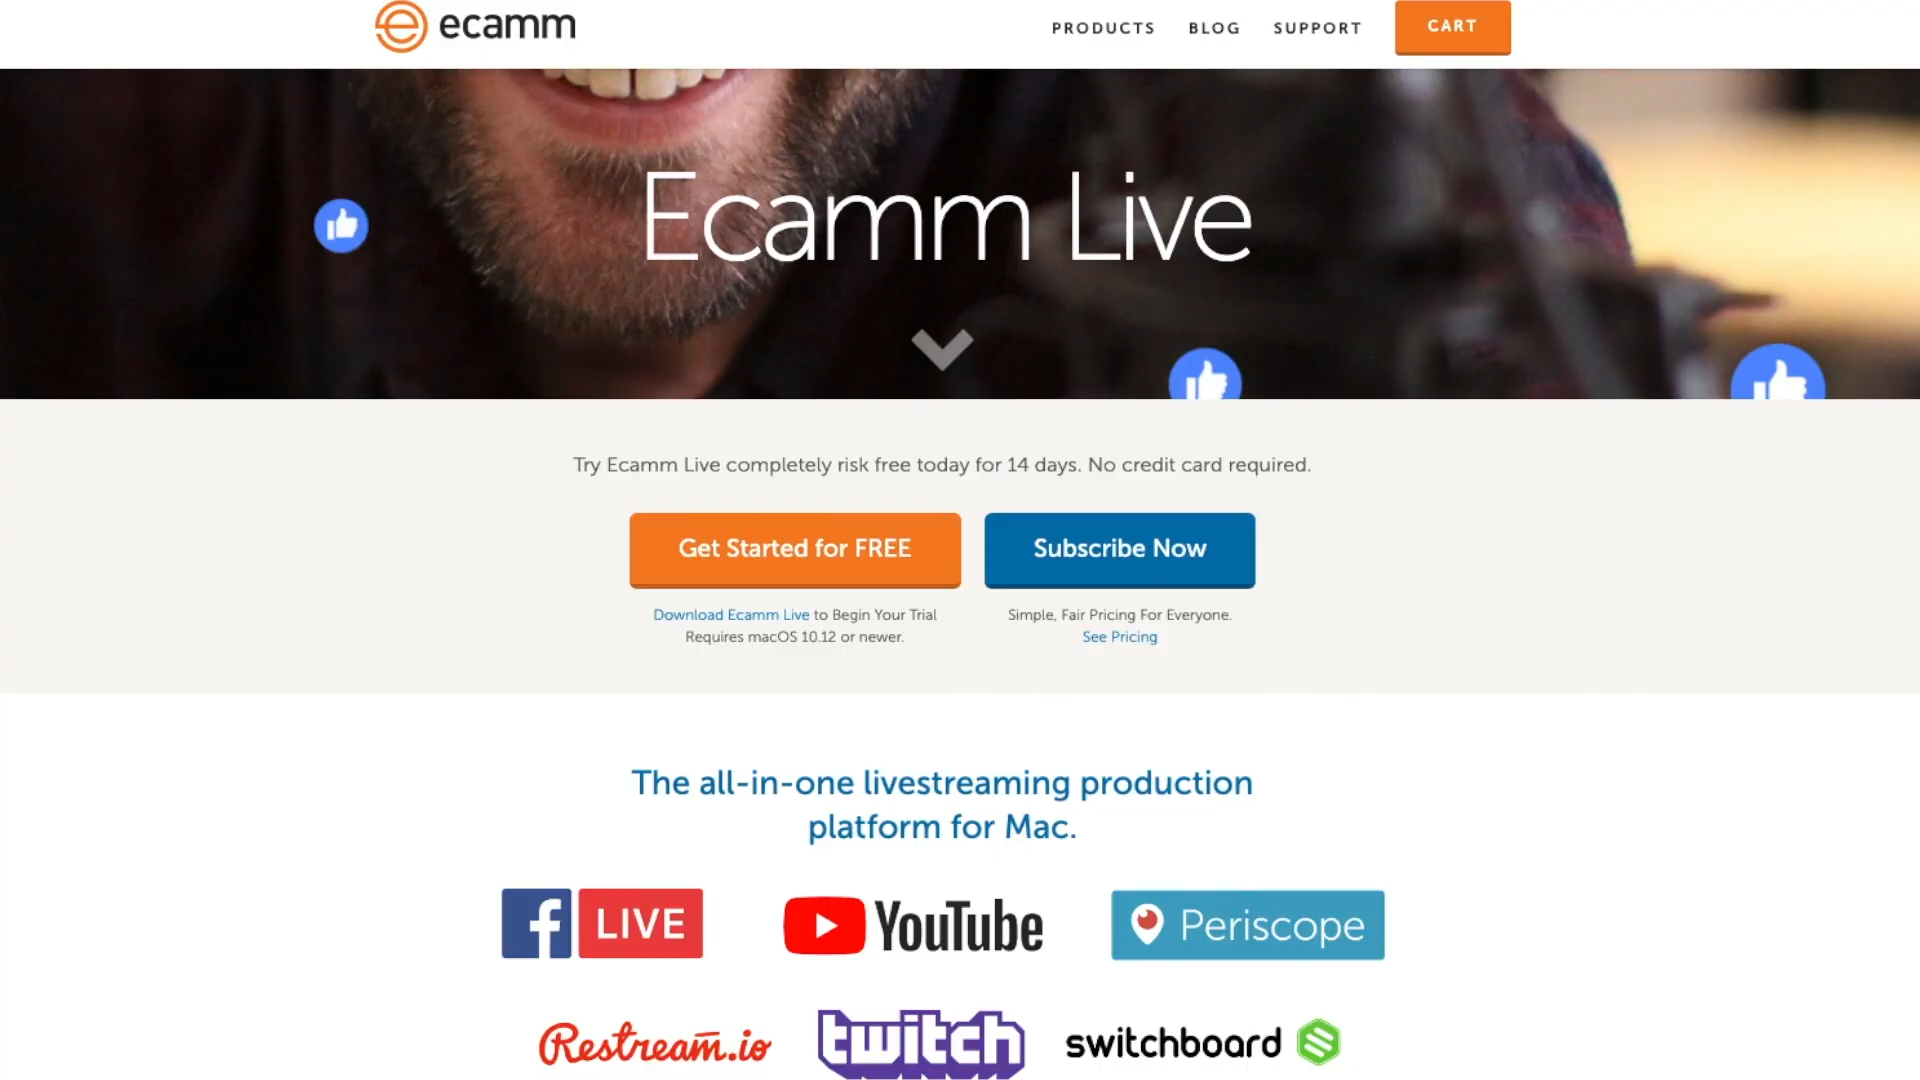 ecamm
PRODUCTS BLOG SUPPORT CART
Ecamm Live
Try Ecamm Live completely risk free today for 14 days. No credit card required.
Get Started for FREE
Subscribe Now
Download Ecamm Live to Begin Your Trial
Requires macOS 10.12 or newer.
Simple, Fair Pricing For Everyone.
See Pricing
The all-in-one livestreaming production
platform for Mac.
f LIVE
YouTube
Periscope
Restream.io
twitch
switchboard